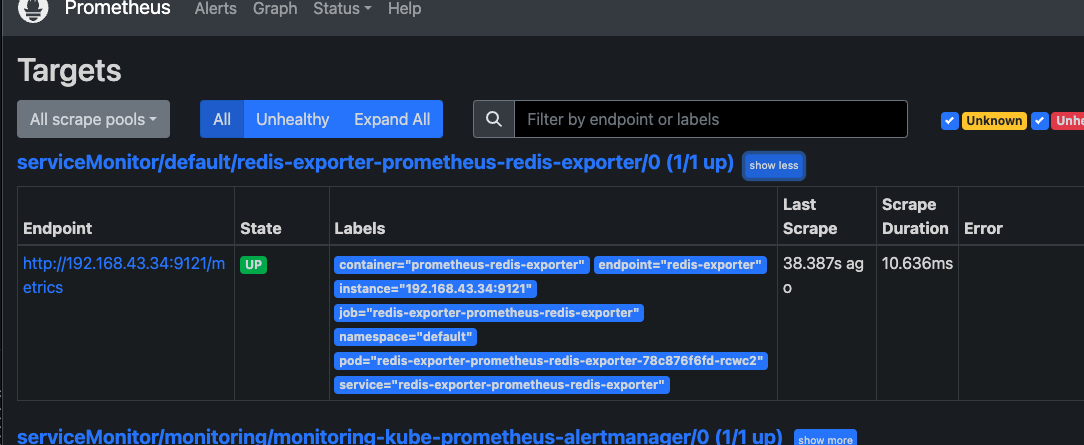 Prometheus Alerts Graph Status Help
Targets
All scrape pools All Unhealthy Expand All Filter by endpoint or labels Unknown Unhe
serviceMonitor/default/redis-exporter-prometheus-redis-exporter/0 (1/1 up) show less
Last Scrape
Endpoint State Labels Scrape Duration Error
http://192.168.43.34:9121/m UP container="prometheus-redis-exporter" endpoint="redis-exporter" 38.387s ag 10.636ms
etrics instance="192.168.43.34:9121" o
job="redis-exporter-prometheus-redis-exporter"
namespace="default"
pod="redis-exporter-prometheus-redis-exporter-78c876f6fd-rcwc2"
service="redis-exporter-prometheus-redis-exporter"
serviceMonitor/monitoring/monitoring-kube-prometheus-alertmanager/0 (1/1 up) show more